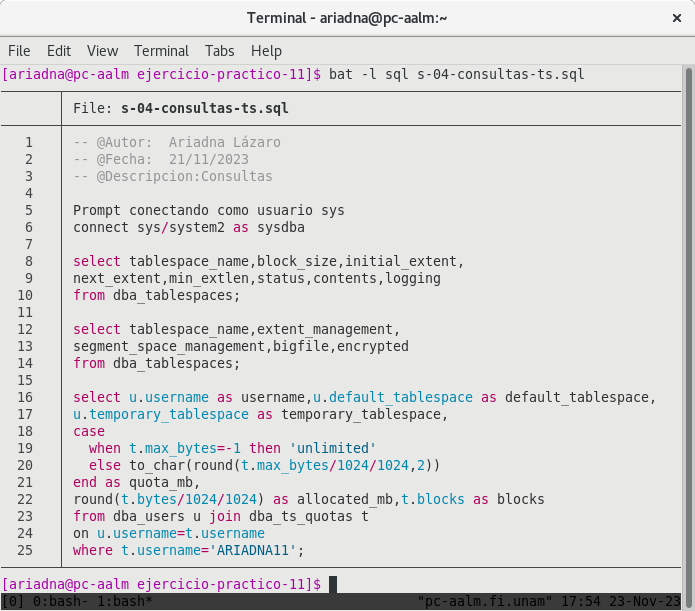 Terminal - ariadna@pc-aalm:~ ×
File Edit View Terminal Tabs Help
[ariadna@pc-aalm ejercicio-practico-11]$ bat -l sql s-04-consultas-ts.sql
File: s-04-consultas-ts.sql
1 -- @Autor:  Ariadna Lázaro
2 -- @Fecha:  21/11/2023
3 -- @Descripcion:Consultas
4
5 Prompt conectando como usuario sys
6 connect sys/system2 as sysdba
7
8 select tablespace_name,block_size,initial_extent,
9 next_extent,min_extlen,status,contents,logging
10 from dba_tablespaces;
11
12 select tablespace_name,extent_management,
13 segment_space_management,bigfile,encrypted
14 from dba_tablespaces;
15
16 select u.username as username,u.default_tablespace as default_tablespace,
17 u.temporary_tablespace as temporary_tablespace,
18 case
19   when t.max_bytes=-1 then 'unlimited'
20   else to_char(round(t.max_bytes/1024/1024,2))
21 end as quota_mb,
22 round(t.bytes/1024/1024) as allocated_mb,t.blocks as blocks
23 from dba_users u join dba_ts_quotas t
24 on u.username=t.username
25 where t.username='ARIADNA11';
[ariadna@pc-aalm ejercicio-practico-11]$
[0] 0:bash- 1:bash* "pc-aalm.fi.unam" 17:54 23-Nov-23